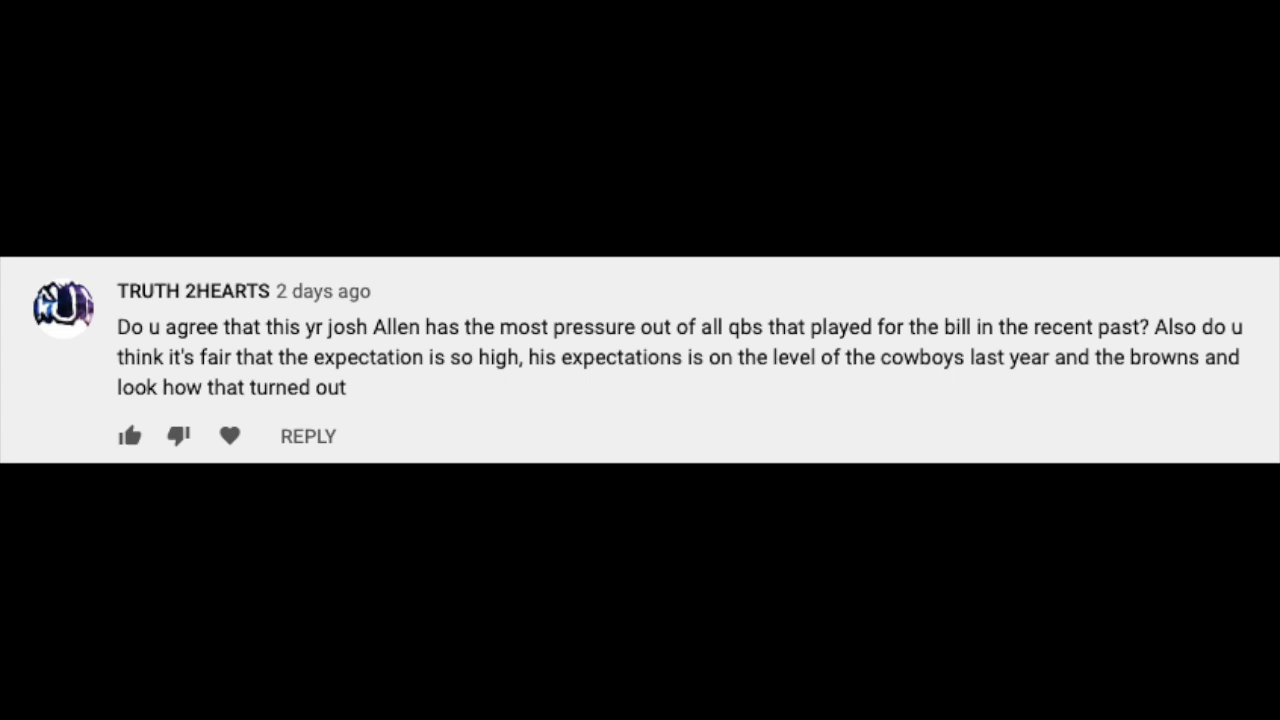 TRUTH 2HEARTS 2 days ago
Do u agree that this yr josh Allen has the most pressure out of all qbs that played for the bill in the recent past? Also do u
think it's fair that the expectation is so high, his expectations is on the level of the cowboys last year and the browns and
look how that turned out
REPLY